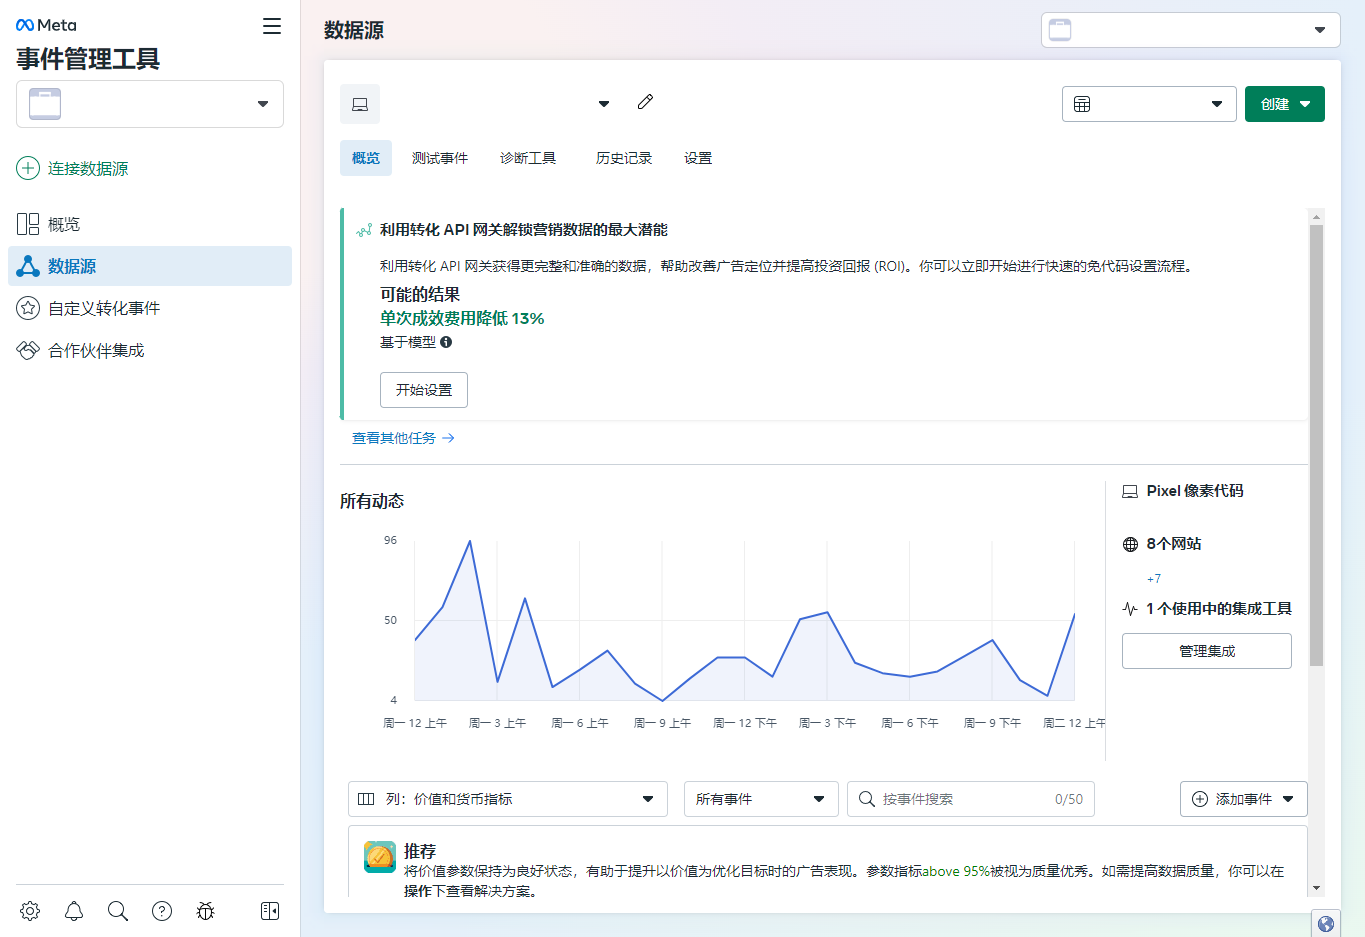 Meta
事件管理工具
连接数据源
概览
数据源
自定义转化事件
合作伙伴集成
数据源
创建
概览
测试事件
诊断工具
历史记录
设置
利用转化 API 网关解锁营销数据的最大潜能
利用转化 API 网关获得更完整和准确的数据，帮助改善广告定位并提高投资回报 (ROI)。你可以立即开始进行快速的免代码设置流程。
可能的结果
单次成效费用降低 13%
基于模型
开始设置
查看其他任务
所有动态
96
50
4
周一 12 上午
周一 3 上午
周一 6 上午
周一 9 上午
周一 12 下午
周一 3 下午
周一 6 下午
周一 9 下午
周二 12 上午
Pixel 像素代码
8个网站
+7
1 个使用中的集成工具
管理集成
列：价值和货币指标
所有事件
按事件搜索
0/50
添加事件
推荐
将价值参数保持为良好状态，有助于提升以价值为优化目标时的广告表现。参数指标above 95%被视为质量优秀。如需提高数据质量，你可以在
操作下查看解决方案。